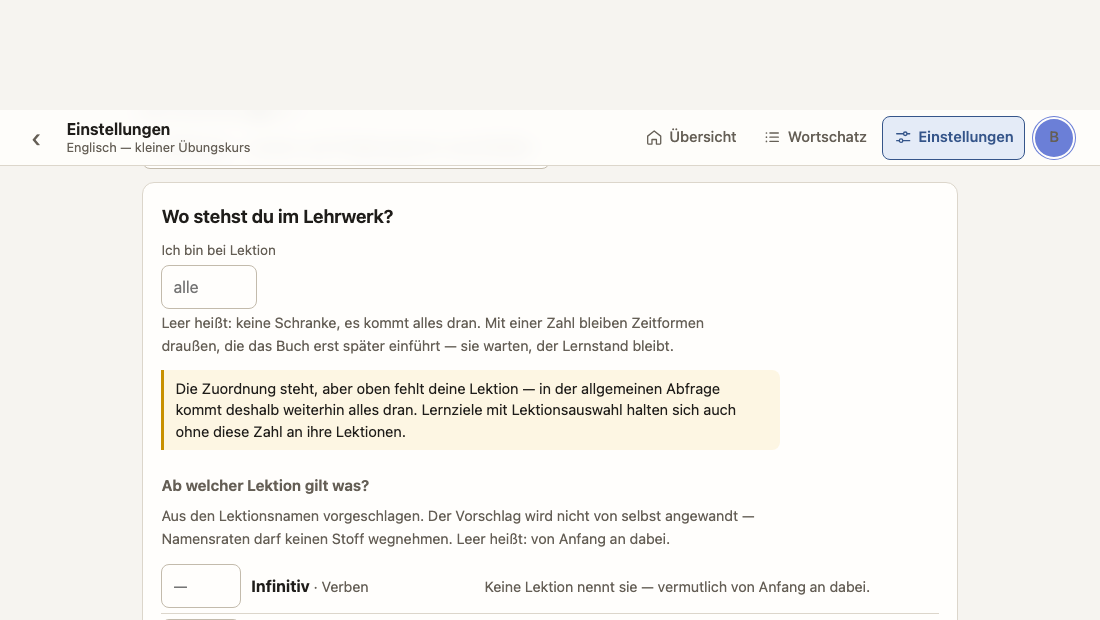 Einstellungen
Englisch — kleiner Übungskurs
Übersicht
Wortschatz
Einstellungen
B
Wo stehst du im Lehrwerk?
Ich bin bei Lektion
alle
Leer heißt: keine Schranke, es kommt alles dran. Mit einer Zahl bleiben Zeitformen
draußen, die das Buch erst später einführt — sie warten, der Lernstand bleibt.
Die Zuordnung steht, aber oben fehlt deine Lektion — in der allgemeinen Abfrage
kommt deshalb weiterhin alles dran. Lernziele mit Lektionsauswahl halten sich auch
ohne diese Zahl an ihre Lektionen.
Ab welcher Lektion gilt was?
Aus den Lektionsnamen vorgeschlagen. Der Vorschlag wird nicht von selbst angewandt —
Namensraten darf keinen Stoff wegnehmen. Leer heißt: von Anfang an dabei.
— Infinitiv · Verben Keine Lektion nennt sie — vermutlich von Anfang an dabei.